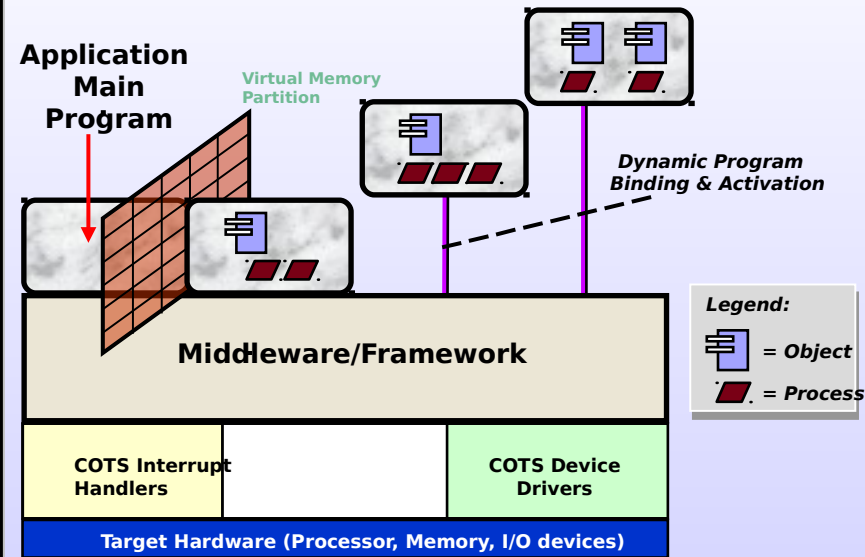 Application
Main
Program
Virtual Memory
Partition
Dynamic Program
Binding & Activation
Legend:
= Object
= Process
Middleware/Framework
COTS Interrupt
Handlers
COTS Device
Drivers
Target Hardware (Processor, Memory, I/O devices)